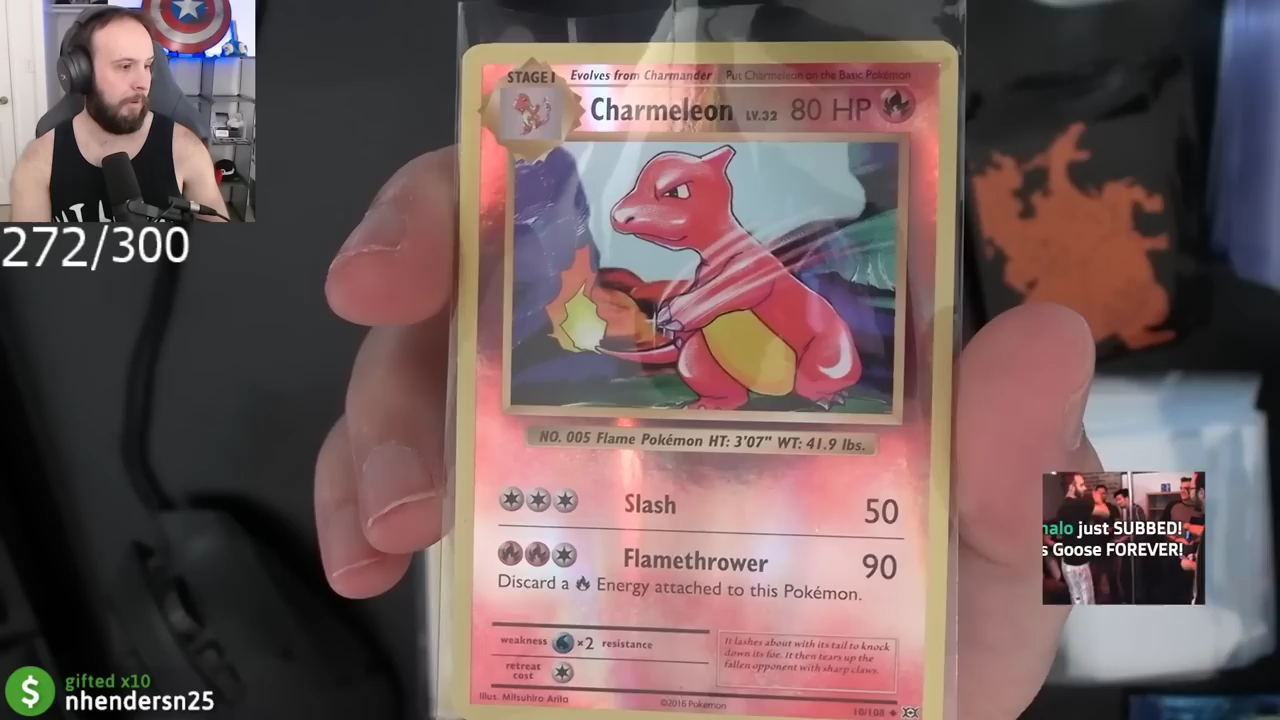 272/300
STAGE 1 Evolves from Charmander Put Charmeleon on the Basic Pokémon
Charmeleon LV.32 80 HP
NO. 005 Flame Pokémon HT: 3'07" WT: 41.9 lbs.
Slash 50
Flamethrower 90
Discard a Energy attached to this Pokémon.
weakness ×2 resistance
retreat cost
It lashes about with its tail to knock
down its foe. It then tears up the
fallen opponent with sharp claws.
Illus. Mitsuhiro Arita
©2016 Pokémon
10/108
nalo just SUBBED!
s Goose FOREVER!
gifted x10
nhendersn25